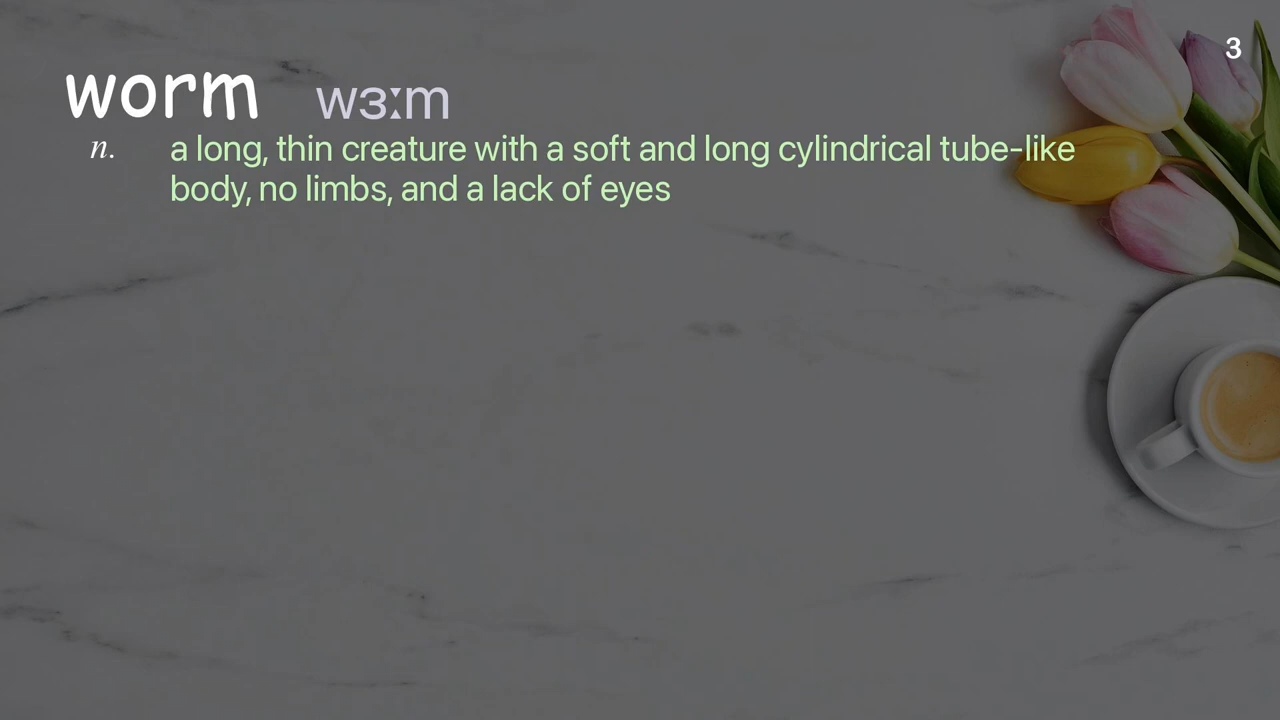 3
worm wɜːm
n. a long, thin creature with a soft and long cylindrical tube-like
body, no limbs, and a lack of eyes